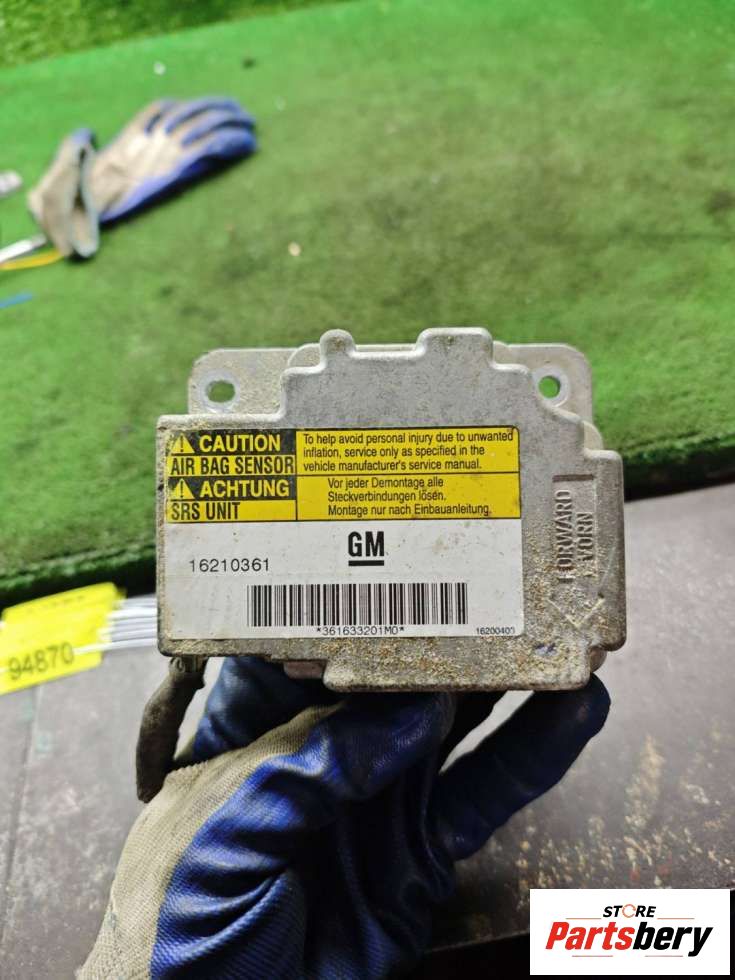 CAUTION
AIR BAG SENSOR
To help avoid personal injury due to unwanted
inflation, service only as specified in the
vehicle manufacturer's service manual.
ACHTUNG
SRS UNIT
Vor jeder Demontage alle
Steckverbindungen lösen.
Montage nur nach Einbauanleitung.
16210361
GM
*361633201M0*
16200403
FORWARD
VORN
94870
STORE
Partsbery